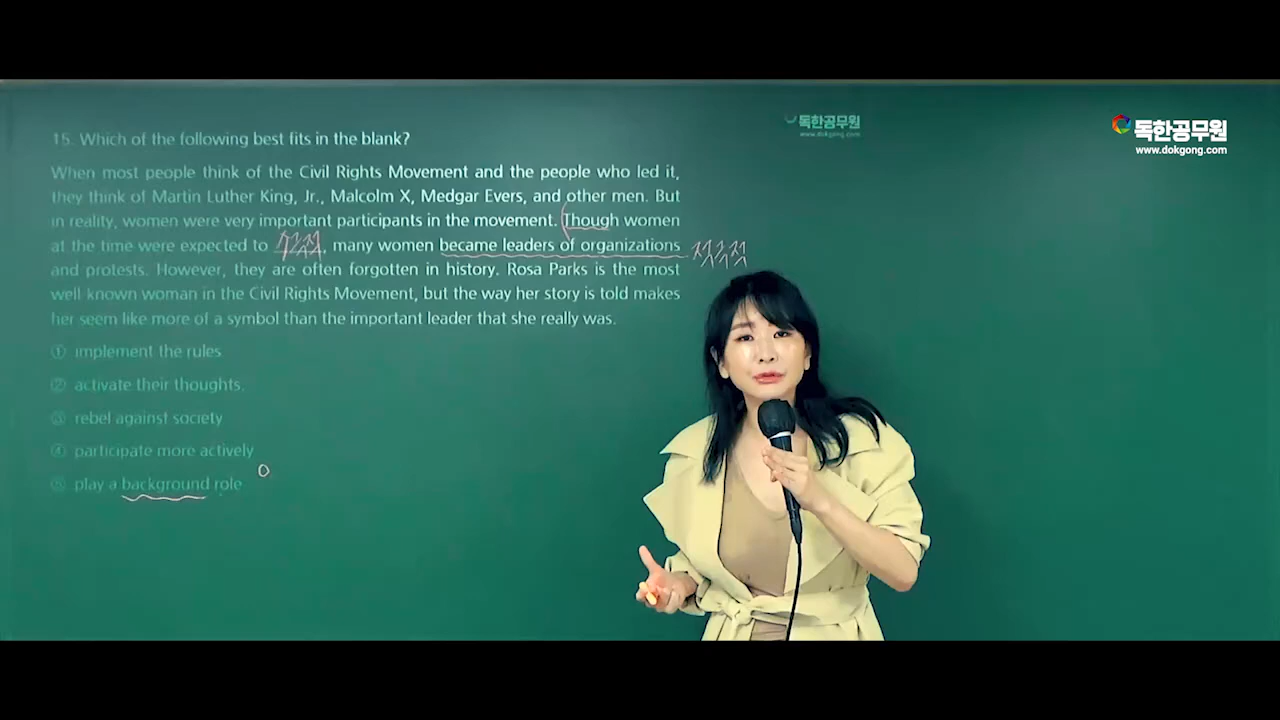 독한공무원
www.dokgong.com
독한공무원
www.dokgong.com
15. Which of the following best fits in the blank?
When most people think of the Civil Rights Movement and the people who led it,
they think of Martin Luther King, Jr., Malcolm X, Medgar Evers, and other men. But
in reality, women were very important participants in the movement. (Though women
at the time were expected to 소극적, many women became leaders of organizations 적극적
and protests. However, they are often forgotten in history. Rosa Parks is the most
well known woman in the Civil Rights Movement, but the way her story is told makes
her seem like more of a symbol than the important leader that she really was.
① implement the rules
② activate their thoughts.
③ rebel against society
④ participate more actively
⑤ play a background role